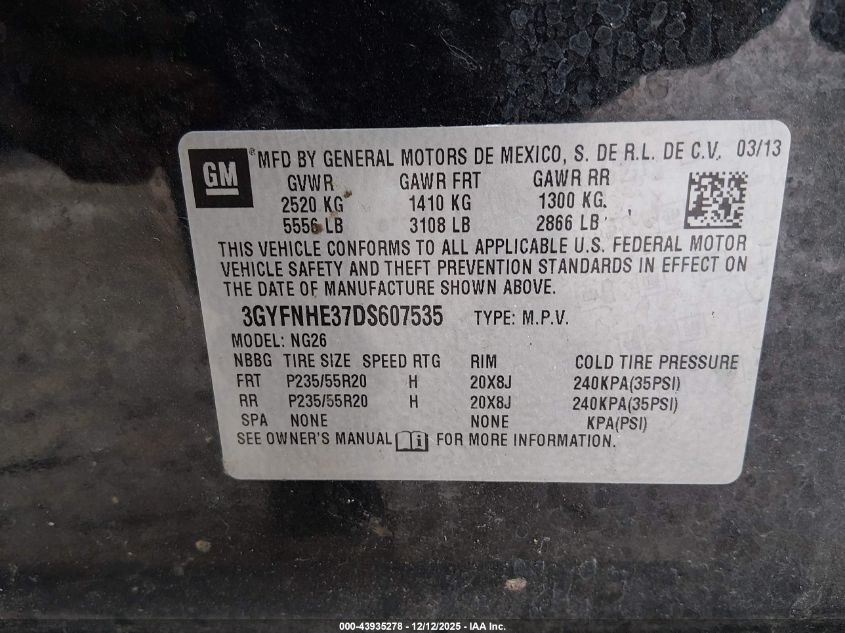 GM ® MFD BY GENERAL MOTORS DE MEXICO, S. DE R.L. DE C.V. 03/13
GVWR GAWR FRT GAWR RR
2520 KG 1410 KG 1300 KG.
5556 LB 3108 LB 2866 LB
THIS VEHICLE CONFORMS TO ALL APPLICABLE U.S. FEDERAL MOTOR
VEHICLE SAFETY AND THEFT PREVENTION STANDARDS IN EFFECT ON
THE DATE OF MANUFACTURE SHOWN ABOVE.
3GYFNHE37DS607535 TYPE: M.P.V.
MODEL: NG26
NBBG TIRE SIZE SPEED RTG RIM COLD TIRE PRESSURE
FRT P235/55R20 H 20X8J 240KPA(35PSI)
RR P235/55R20 H 20X8J 240KPA(35PSI)
SPA NONE NONE KPA(PSI)
SEE OWNER'S MANUAL FOR MORE INFORMATION.
000-43935278 - 12/12/2025 - IAA Inc.